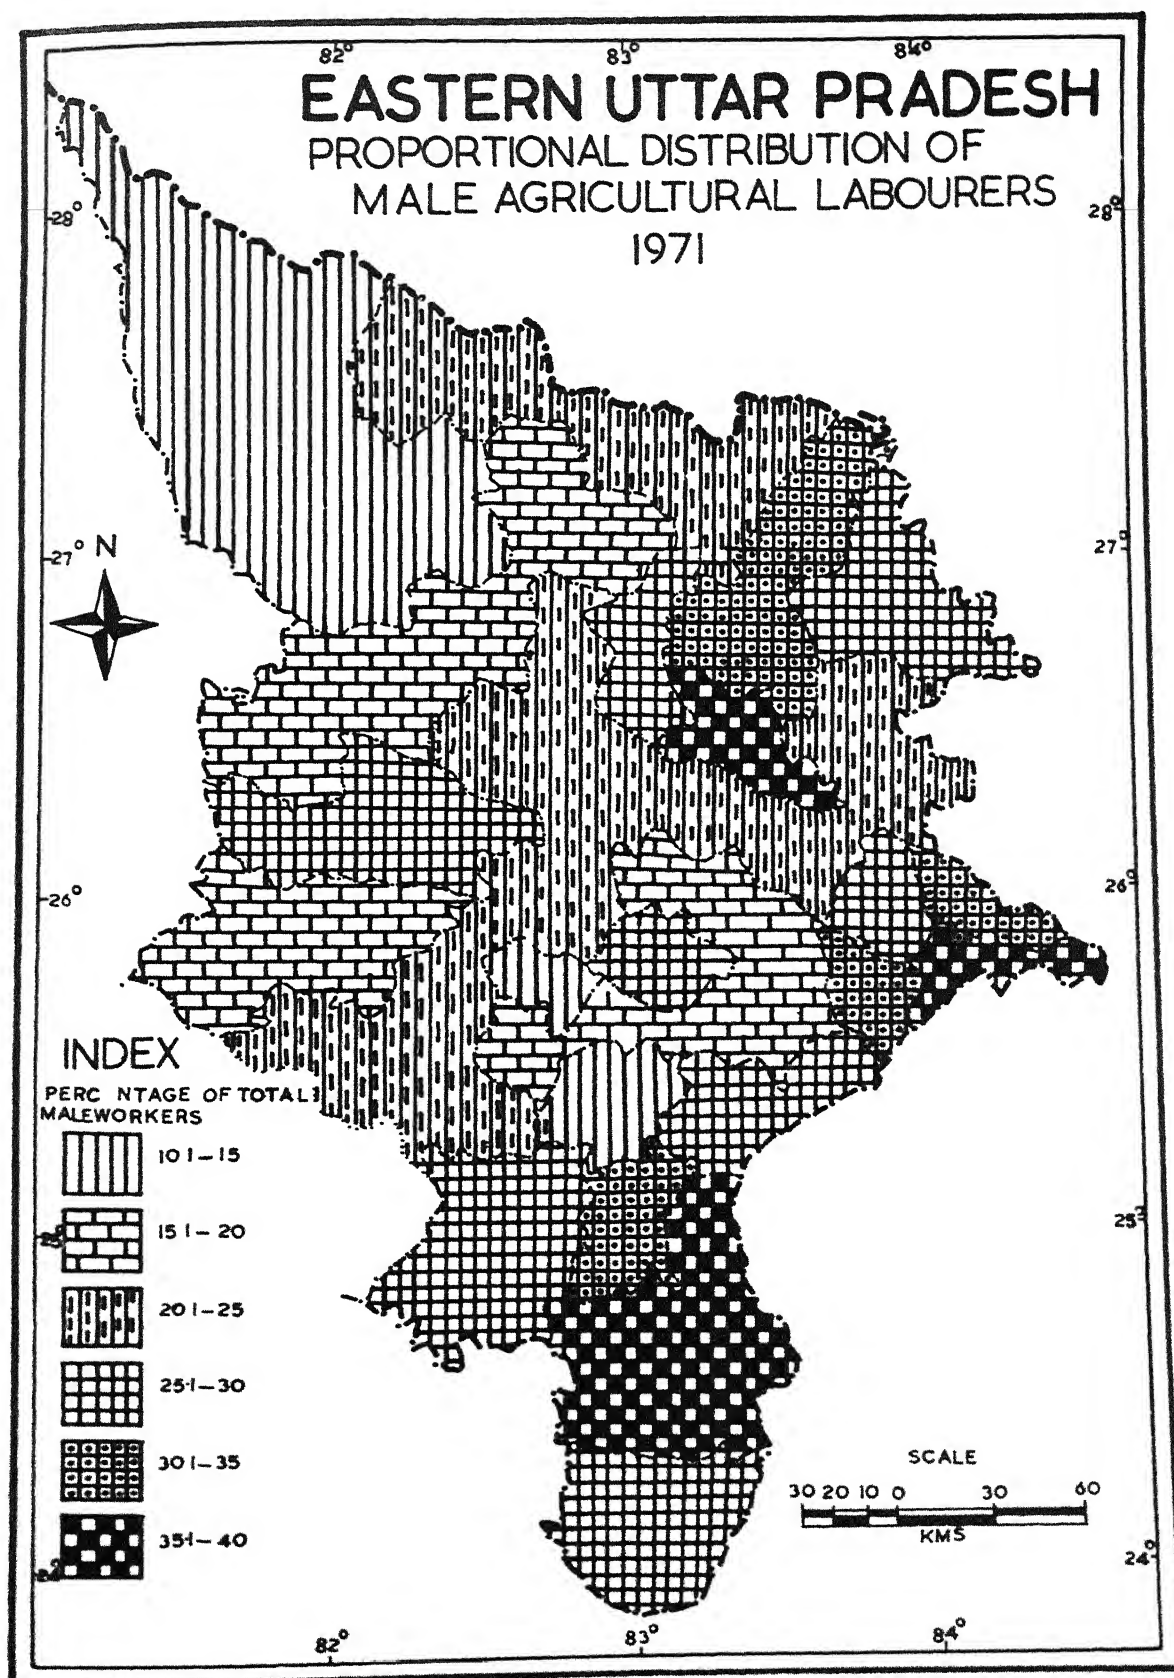 82° 83° 84°
EASTERN UTTAR PRADESH
PROPORTIONAL DISTRIBUTION OF
MALE AGRICULTURAL LABOURERS
1971
28° 28°
27° 27°
N
26° 26°
INDEX
PERC NTAGE OF TOTAL
MALEWORKERS
10 1-15
15 1-20
25° 25°
20 1-25
25·1-30
30 1-35
35·1-40
SCALE
30 20 10 0 30 60
KMS
24° 24°
82° 83° 84°